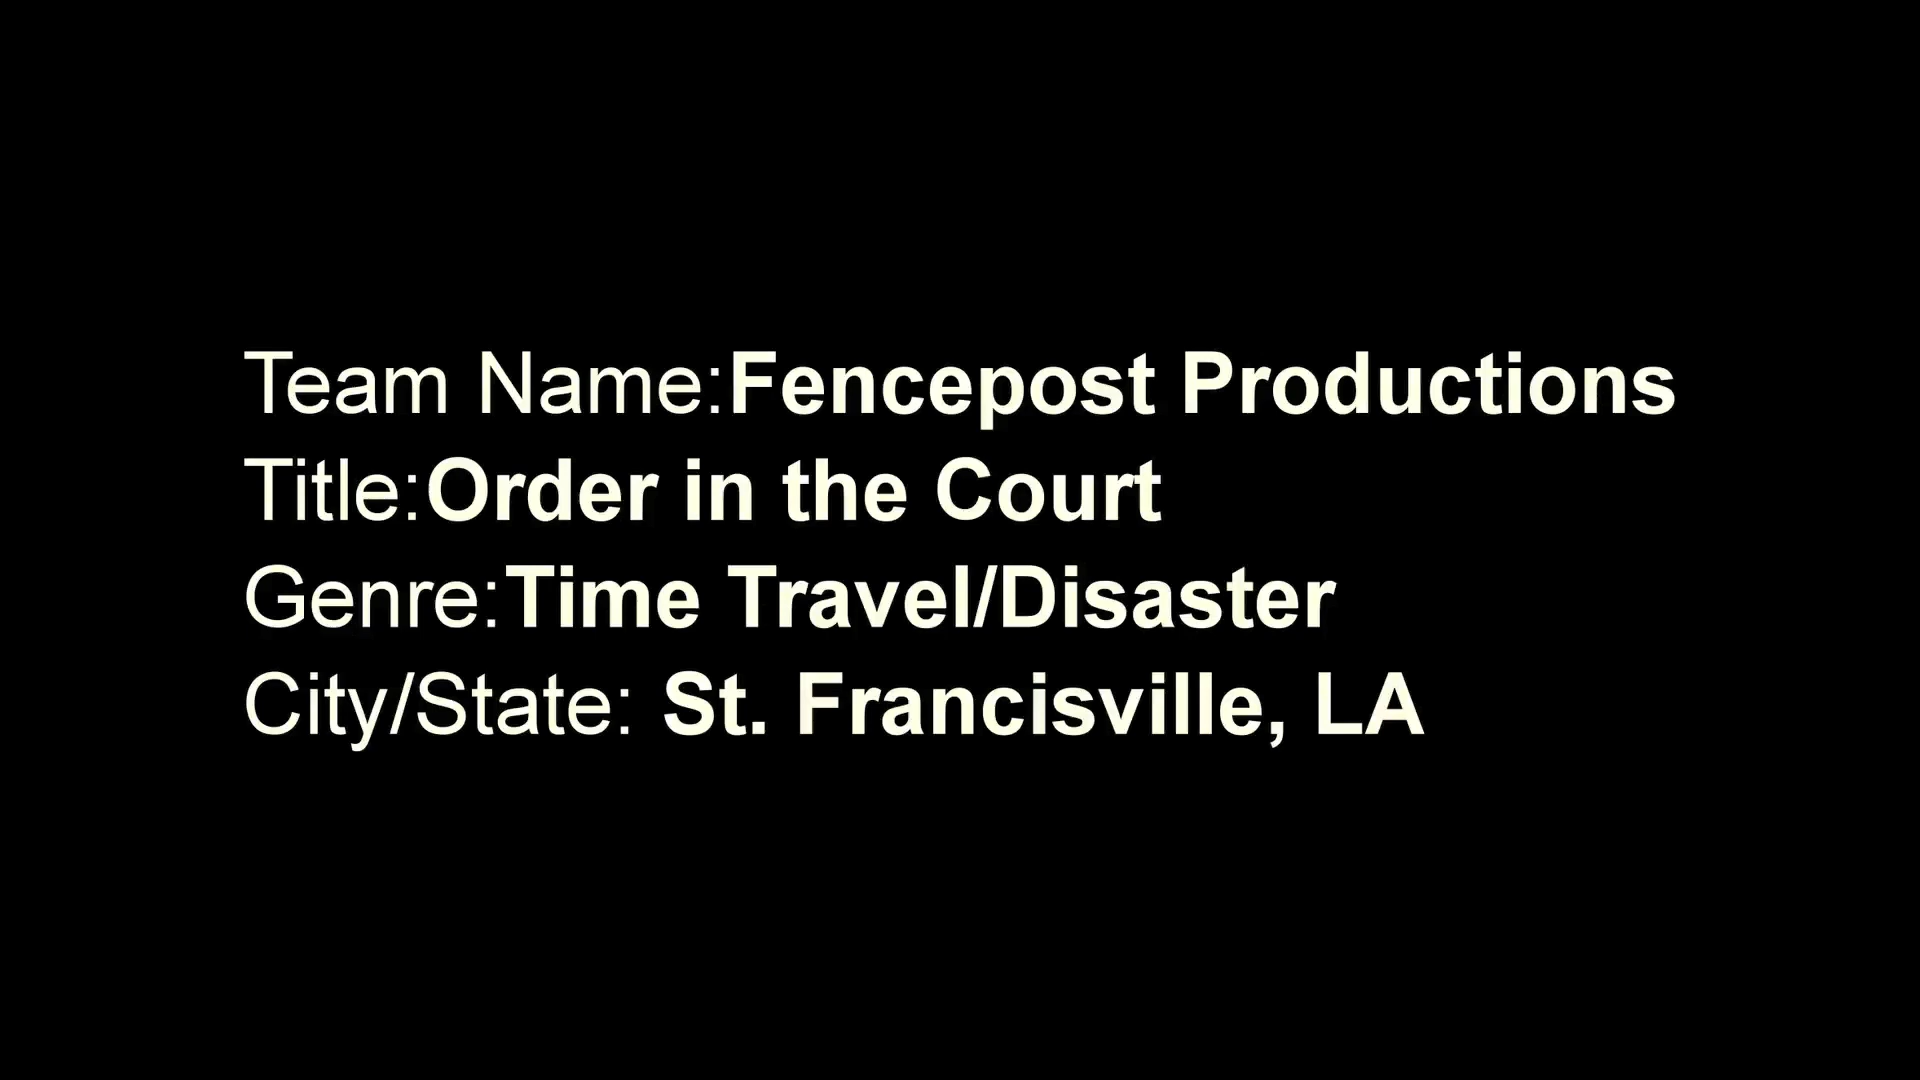 Team Name:Fencepost Productions
Title:Order in the Court
Genre:Time Travel/Disaster
City/State: St. Francisville, LA